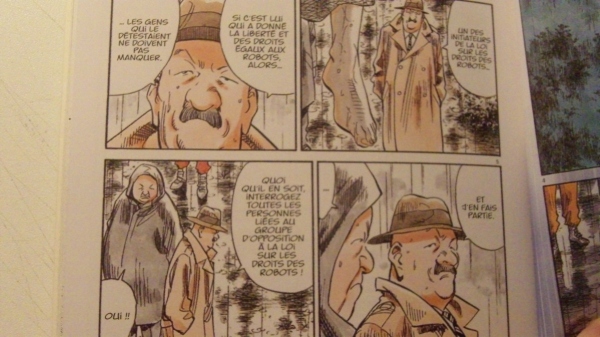 ... LES GENS
QUI LE
DÉTESTAIENT
NE DOIVENT
PAS
MANQUER.
SI C'EST LUI
QUI A DONNÉ
LA LIBERTÉ ET
DES DROITS
ÉGAUX AUX
ROBOTS,
ALORS...
UN DES
INITIATEURS
DE LA LOI
SUR LES
DROITS DES
ROBOTS...
QUOI
QU'IL EN SOIT,
INTERROGEZ
TOUTES LES
PERSONNES
LIÉES AU
GROUPE
D'OPPOSITION
À LA LOI
SUR LES
DROITS DES
ROBOTS !
OUI !!
...
ET
J'EN FAIS
PARTIE.